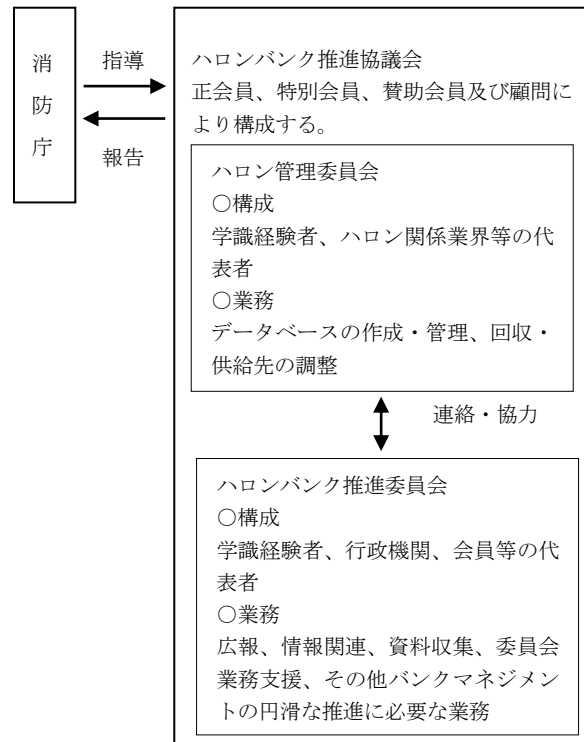 消防庁
指導
報告
ハロンバンク推進協議会
正会員、特別会員、賛助会員及び顧問に
より構成する。
ハロン管理委員会
○構成
学識経験者、ハロン関係業界等の代
表者
○業務
データベースの作成・管理、回収・
供給先の調整
連絡・協力
ハロンバンク推進委員会
○構成
学識経験者、行政機関、会員等の代
表者
○業務
広報、情報関連、資料収集、委員会
業務支援、その他バンクマネジメン
トの円滑な推進に必要な業務